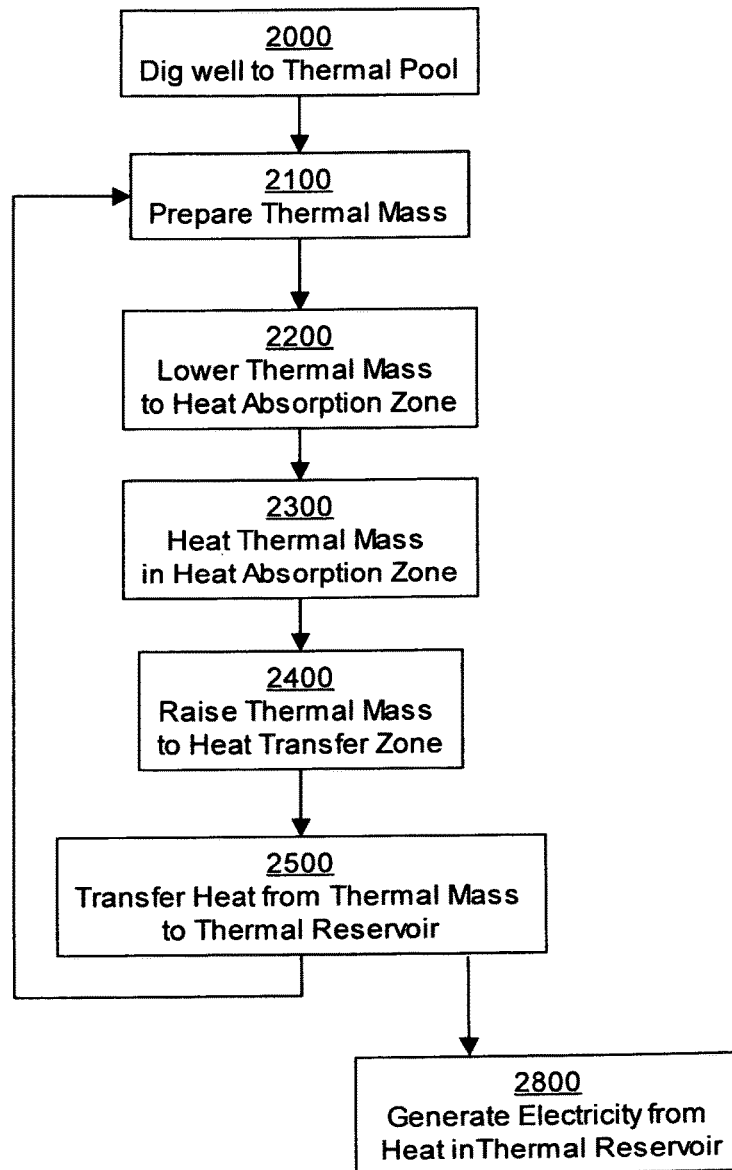 2000
Dig well to Thermal Pool
2100
Prepare Thermal Mass
2200
Lower Thermal Mass
to Heat Absorption Zone
2300
Heat Thermal Mass
in Heat Absorption Zone
2400
Raise Thermal Mass
to Heat Transfer Zone
2500
Transfer Heat from Thermal Mass
to Thermal Reservoir
2800
Generate Electricity from
Heat in Thermal Reservoir